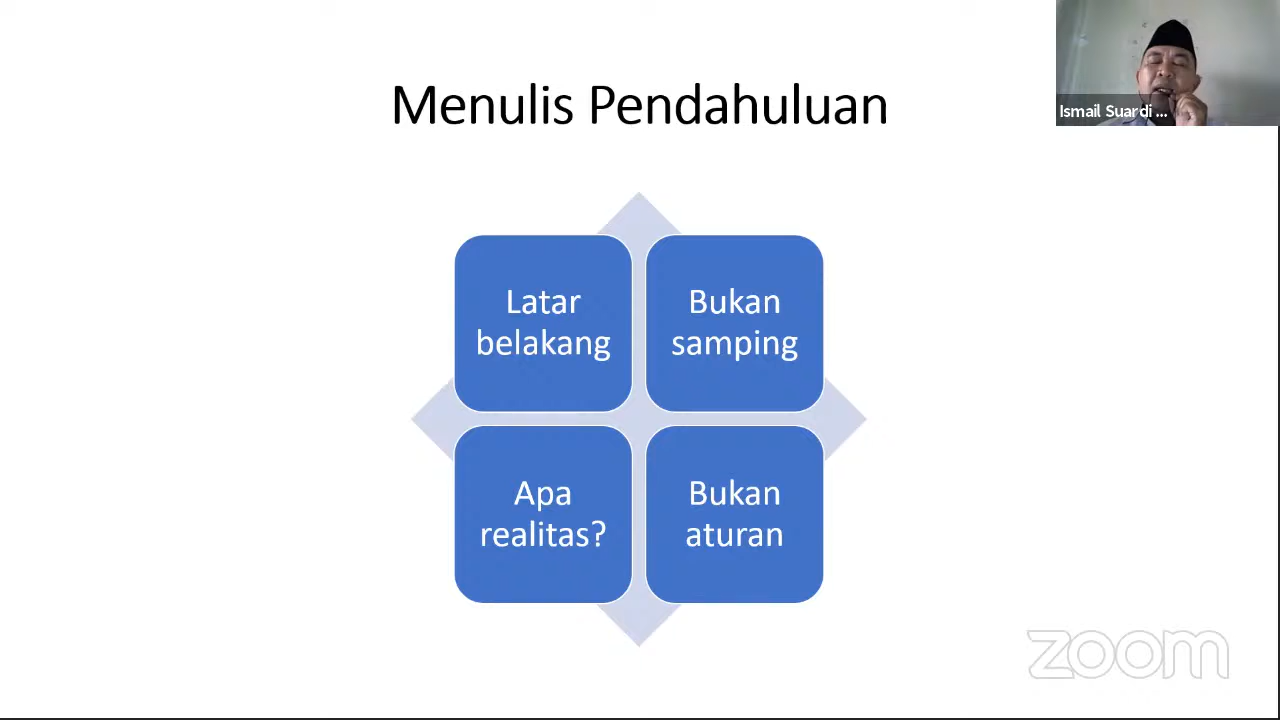 Menulis Pendahuluan
Ismail Suardi ...
Latar
belakang
Bukan
samping
Apa
realitas?
Bukan
aturan
zoom